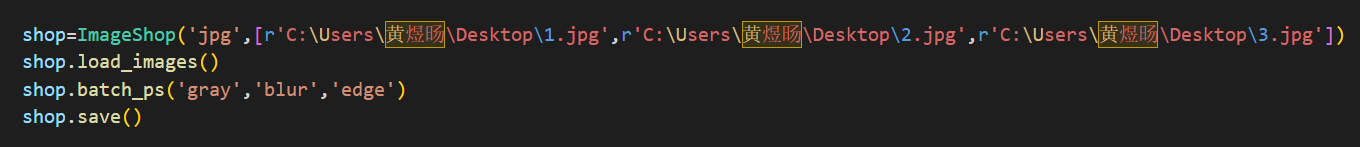 shop=ImageShop('jpg',[r'C:\Users\黄煜旸\Desktop\1.jpg',r'C:\Users\黄煜旸\Desktop\2.jpg',r'C:\Users\黄煜旸\Desktop\3.jpg'])
shop.load_images()
shop.batch_ps('gray','blur','edge')
shop.save()